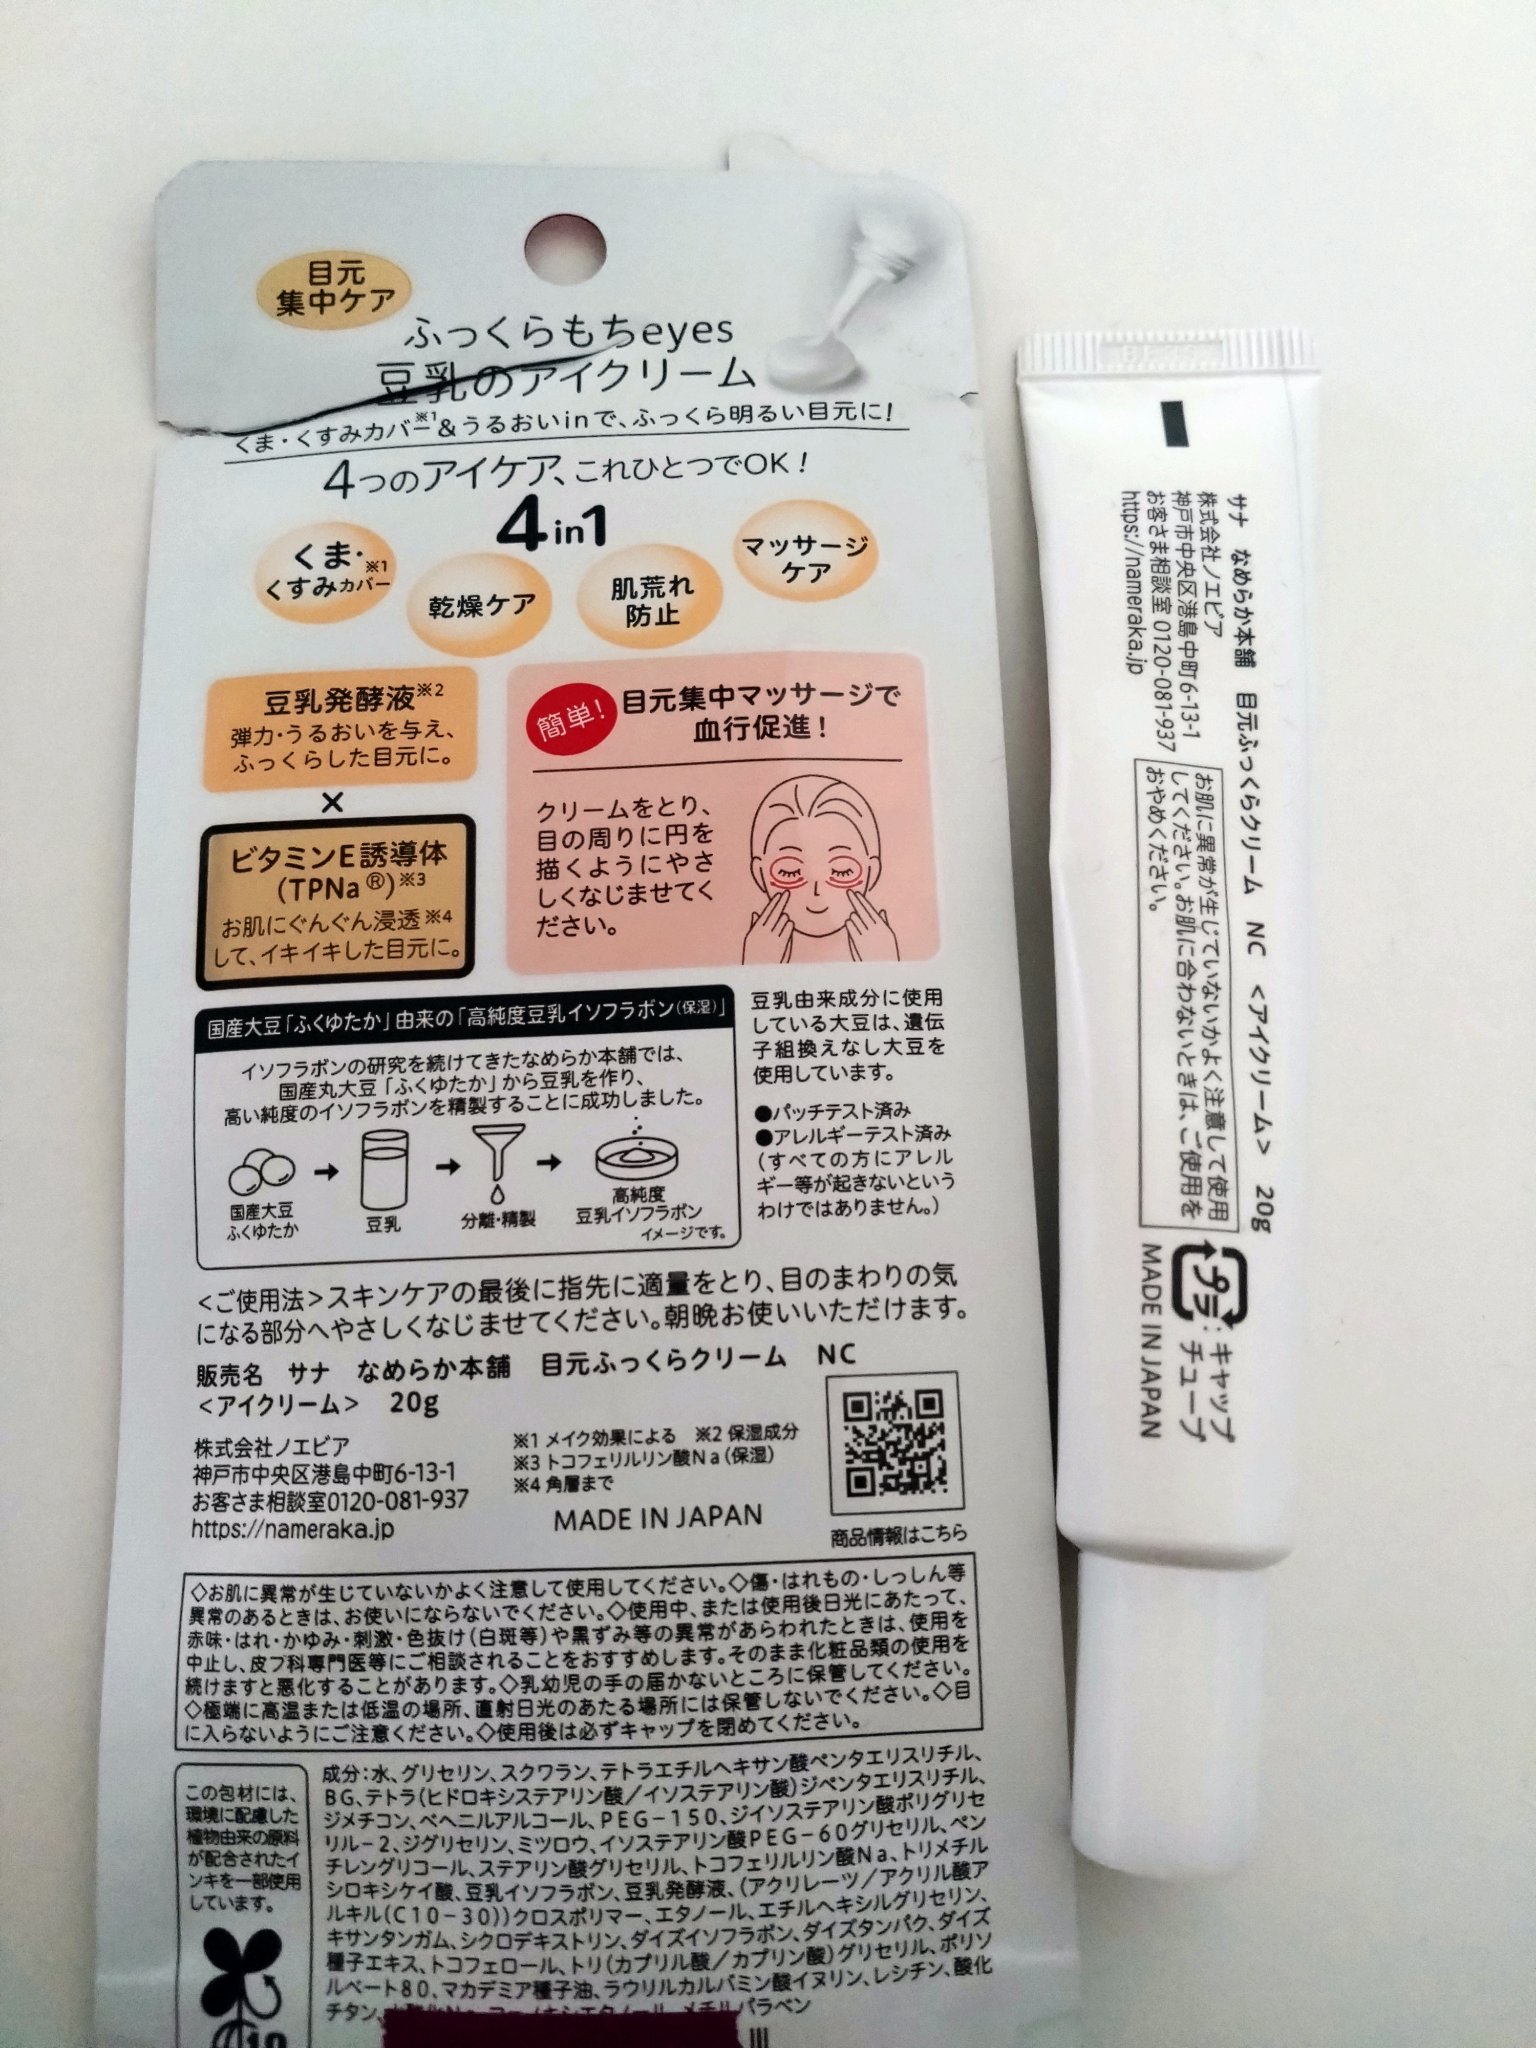 目元
集中ケア
ふっくらもちeyes
豆乳のアイクリーム
くま・くすみカバー※1&うるおいinで、ふっくら明るい目元に!
4つのアイケア、これひとつでOK!
4in1
くま・
くすみカバー※1
乾燥ケア
肌荒れ
防止
マッサージ
ケア
豆乳発酵液※2
弾力・うるおいを与え、
ふっくらした目元に。
×
ビタミンE誘導体
(TPNa®)※3
お肌にぐんぐん浸透※4
して、イキイキした目元に。
簡単!
目元集中マッサージで
血行促進!
クリームをとり、
目の周りに円を
描くようにやさ
しくなじませてく
ださい。
国産大豆「ふくゆたか」由来の「高純度豆乳イソフラボン(保湿)」
イソフラボンの研究を続けてきたなめらか本舗では、
国産丸大豆「ふくゆたか」から豆乳を作り、
高い純度のイソフラボンを精製することに成功しました。
国産大豆
ふくゆたか
豆乳
分離・精製
高純度
豆乳イソフラボン
イメージです。
豆乳由来成分に使用
している大豆は、遺伝
子組換えなし大豆を
使用しています。
●パッチテスト済み
●アレルギーテスト済み
(すべての方にアレル
ギー等が起きないという
わけではありません。)
<ご使用法>スキンケアの最後に指先に適量をとり、目のまわりの気
になる部分へやさしくなじませてください。朝晩お使いいただけます。
販売名 サナ なめらか本舗 目元ふっくらクリーム NC
<アイクリーム> 20g
株式会社ノエビア
神戸市中央区港島中町6-13-1
お客さま相談室0120-081-937
https://nameraka.jp
※1 メイク効果による ※2 保湿成分
※3 トコフェリルリン酸Na(保湿)
※4 角層まで
MADE IN JAPAN
商品情報はこちら
◇お肌に異常が生じていないかよく注意して使用してください。◇傷・はれもの・しっしん等
異常のあるときは、お使いにならないでください。◇使用中、または使用後日光にあたって、
赤味・はれ・かゆみ・刺激・色抜け(白斑等)や黒ずみ等の異常があらわれたときは、使用を
中止し、皮フ科専門医等にご相談されることをおすすめします。そのまま化粧品類の使用を
続けますと悪化することがあります。◇乳幼児の手の届かないところに保管してください。
◇極端に高温または低温の場所、直射日光のあたる場所には保管しないでください。◇目
に入らないようにご注意ください。◇使用後は必ずキャップを閉めてください。
この包材には、
環境に配慮した
植物由来の原料
が配合されたイ
ンキを一部使用
しています。
成分:水、グリセリン、スクワラン、テトラエチルヘキサン酸ペンタエリスリチル、
BG、テトラ(ヒドロキシステアリン酸/イソステアリン酸)ジペンタエリスリチル、
ジメチコン、ベヘニルアルコール、PEG-150、ジイソステアリン酸ポリグリセ
リル-2、ジグリセリン、ミツロウ、イソステアリン酸PEG-60グリセリル、ペン
チレングリコール、ステアリン酸グリセリル、トコフェリルリン酸Na、トリメチル
シロキシケイ酸、豆乳イソフラボン、豆乳発酵液、(アクリレーツ/アクリル酸ア
ルキル(C10-30))クロスポリマー、エタノール、エチルヘキシルグリセリン、
キサンタンガム、シクロデキストリン、ダイズイソフラボン、ダイズタンパク、ダイズ
種子エキス、トコフェロール、トリ(カプリル酸/カプリン酸)グリセリル、ポリソ
ルベート80、マカデミア種子油、ラウリルカルバミン酸イヌリン、レシチン、酸化
チタン、メチルパラベン
サナ なめらか本舗 目元ふっくらクリーム NC <アイクリーム> 20g
株式会社ノエビア
神戸市中央区港島中町6-13-1
お客さま相談室 0120-081-937
https://nameraka.jp
お肌に異常が生じていないかよく注意して使用
してください。お肌に合わないときは、ご使用を
おやめください。
プラ
:キャップ
チューブ
MADE IN JAPAN